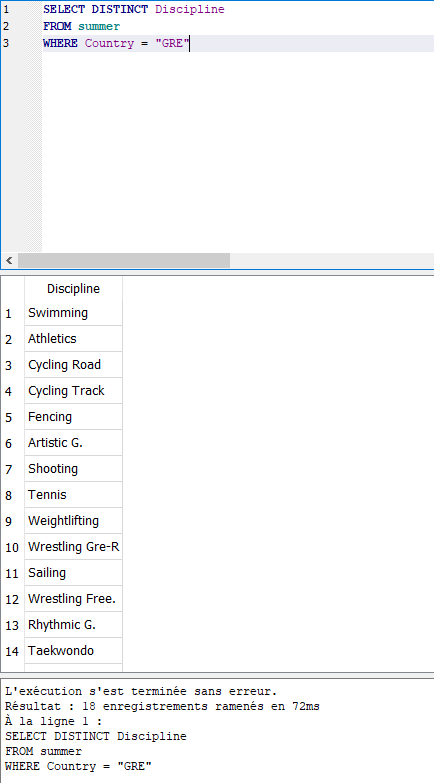 1 SELECT DISTINCT Discipline
2 FROM summer
3 WHERE Country = "GRE"
Discipline
1 Swimming
2 Athletics
3 Cycling Road
4 Cycling Track
5 Fencing
6 Artistic G.
7 Shooting
8 Tennis
9 Weightlifting
10 Wrestling Gre-R
11 Sailing
12 Wrestling Free.
13 Rhythmic G.
14 Taekwondo
L'exécution s'est terminée sans erreur.
Résultat : 18 enregistrements ramenés en 72ms
À la ligne 1 :
SELECT DISTINCT Discipline
FROM summer
WHERE Country = "GRE"